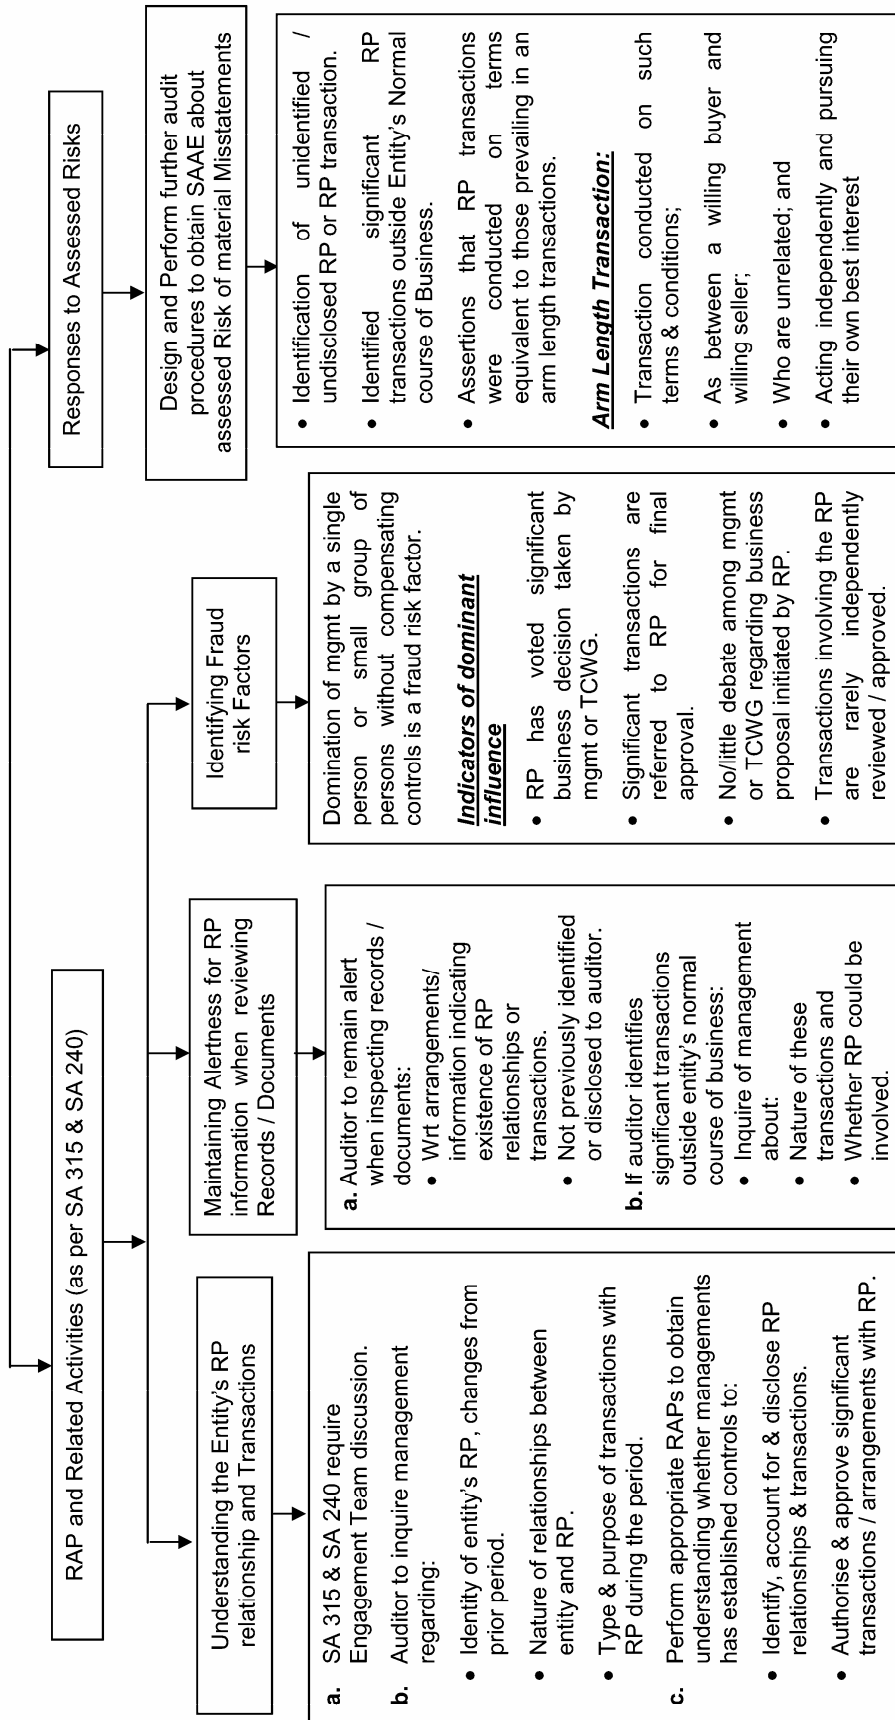 RAP and Related Activities (as per SA 315 & SA 240)
Responses to Assessed Risks
Understanding the Entity's RP
relationship and Transactions
Maintaining Alertness for RP
information when reviewing
Records / Documents
Identifying Fraud
risk Factors
Design and Perform further audit
procedures to obtain SAAE about
assessed Risk of material Misstatements
a. SA 315 & SA 240 require
Engagement Team discussion.
b. Auditor to inquire management
regarding:
• Identity of entity's RP, changes from
prior period.
• Nature of relationships between
entity and RP.
• Type & purpose of transactions with
RP during the period.
c. Perform appropriate RAPs to obtain
understanding whether managements
has established controls to:
• Identify, account for & disclose RP
relationships & transactions.
• Authorise & approve significant
transactions / arrangements with RP.
a. Auditor to remain alert
when inspecting records /
documents:
• Wrt arrangements/
information indicating
existence of RP
relationships or
transactions.
• Not previously identified
or disclosed to auditor.
b. If auditor identifies
significant transactions
outside entity's normal
course of business:
• Inquire of management
about:
• Nature of these
transactions and
• Whether RP could be
involved.
Domination of mgmt by a single
person or small group of
persons without compensating
controls is a fraud risk factor.
Indicators of dominant
influence
• RP has voted significant
business decision taken by
mgmt or TCWG.
• Significant transactions are
referred to RP for final
approval.
• No/little debate among mgmt
or TCWG regarding business
proposal initiated by RP.
• Transactions involving the RP
are rarely independently
reviewed / approved.
• Identification of unidentified /
undisclosed RP or RP transaction.
• Identified significant RP
transactions outside Entity's Normal
course of Business.
• Assertions that RP transactions
were conducted on terms
equivalent to those prevailing in an
arm length transactions.
Arm Length Transaction:
• Transaction conducted on such
terms & conditions;
• As between a willing buyer and
willing seller;
• Who are unrelated; and
• Acting independently and pursuing
their own best interest